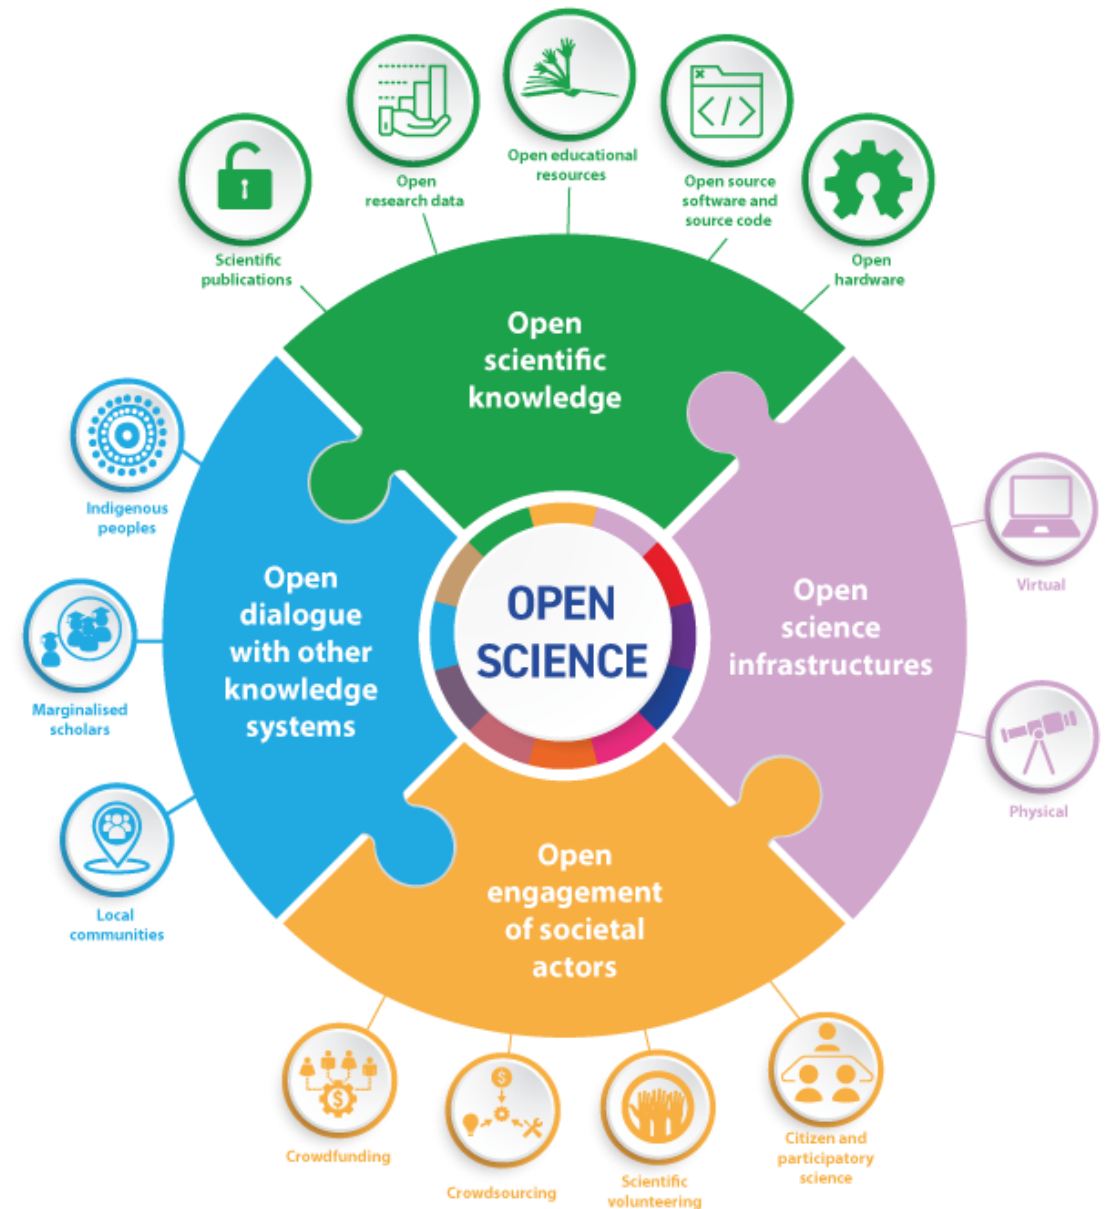 Open educational
resources
Open
research data
Open source
software and
source code
Scientific
publications
Open
hardware
Open
scientific
knowledge
Indigenous
peoples
Marginalised
scholars
Local
communities
Open
dialogue
with other
knowledge
systems
OPEN
SCIENCE
Open
science
infrastructures
Virtual
Physical
Open
engagement
of societal
actors
Crowdfunding
$
Crowdsourcing
$
Scientific
volunteering
Citizen and
participatory
science